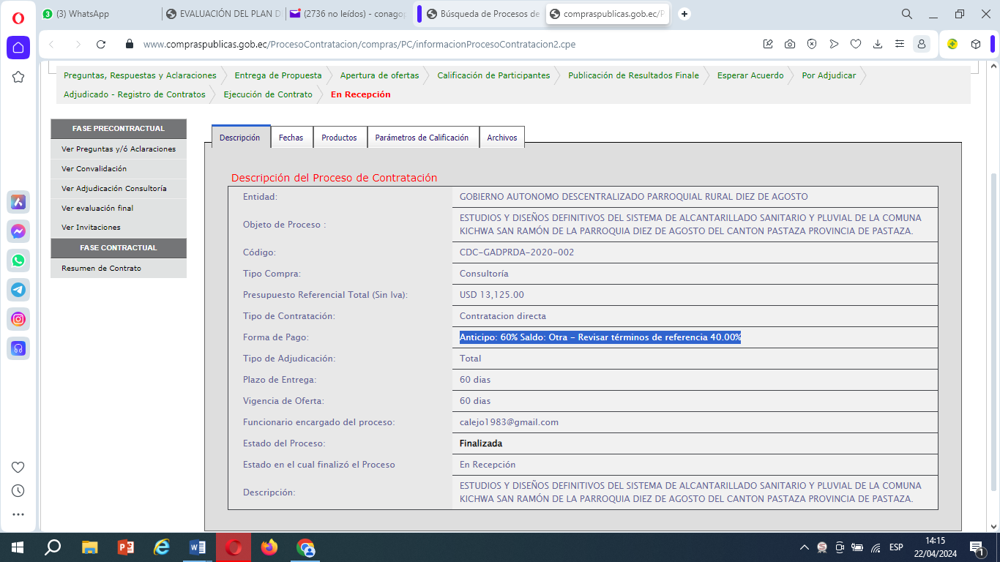 (3) WhatsApp
EVALUACIÓN DEL PLAN D
(2736 no leídos) - conagop
Búsqueda de Procesos de
compraspublicas.gob.ec/P
www.compraspublicas.gob.ec/ProcesoContratacion/compras/PC/informacionProcesoContratacion2.cpe
Preguntas, Respuestas y Aclaraciones
Entrega de Propuesta
Apertura de ofertas
Calificación de Participantes
Publicación de Resultados Finale
Esperar Acuerdo
Por Adjudicar
Adjudicado - Registro de Contratos
Ejecución de Contrato
En Recepción
FASE PRECONTRACTUAL
Ver Preguntas y/ó Aclaraciones
Ver Convalidación
Ver Adjudicación Consultoría
Ver evaluación final
Ver Invitaciones
FASE CONTRACTUAL
Resumen de Contrato
Descripción
Fechas
Productos
Parámetros de Calificación
Archivos
Descripción del Proceso de Contratación
Entidad: GOBIERNO AUTONOMO DESCENTRALIZADO PARROQUIAL RURAL DIEZ DE AGOSTO
Objeto de Proceso : ESTUDIOS Y DISEÑOS DEFINITIVOS DEL SISTEMA DE ALCANTARILLADO SANITARIO Y PLUVIAL DE LA COMUNA
KICHWA SAN RAMÓN DE LA PARROQUIA DIEZ DE AGOSTO DEL CANTON PASTAZA PROVINCIA DE PASTAZA.
Código: CDC-GADPRDA-2020-002
Tipo Compra: Consultoría
Presupuesto Referencial Total (Sin Iva): USD 13,125.00
Tipo de Contratación: Contratacion directa
Forma de Pago: Anticipo: 60% Saldo: Otra - Revisar términos de referencia 40.00%
Tipo de Adjudicación: Total
Plazo de Entrega: 60 dias
Vigencia de Oferta: 60 dias
Funcionario encargado del proceso: calejo1983@gmail.com
Estado del Proceso: Finalizada
Estado en el cual finalizó el Proceso En Recepción
Descripción: ESTUDIOS Y DISEÑOS DEFINITIVOS DEL SISTEMA DE ALCANTARILLADO SANITARIO Y PLUVIAL DE LA COMUNA
KICHWA SAN RAMÓN DE LA PARROQUIA DIEZ DE AGOSTO DEL CANTON PASTAZA PROVINCIA DE PASTAZA.
ESP
14:15
22/04/2024
1